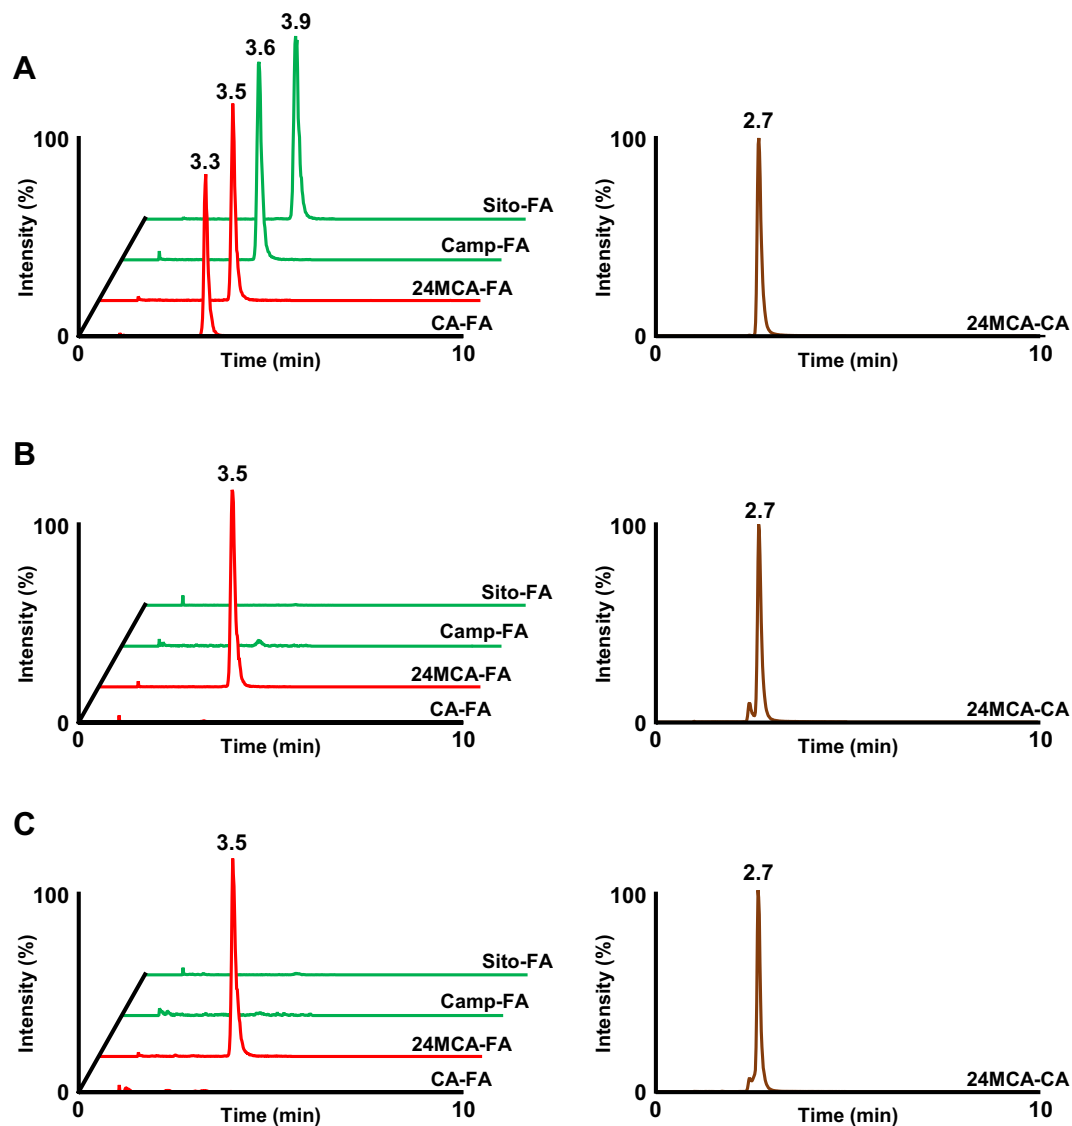 A
3.9
3.6
3.5
3.3
100
Intensity (%)
Sito-FA
Camp-FA
24MCA-FA
CA-FA
0
0
10
Time (min)
2.7
100
Intensity (%)
24MCA-CA
0
0
10
Time (min)
B
3.5
100
Intensity (%)
Sito-FA
Camp-FA
24MCA-FA
CA-FA
0
0
10
Time (min)
2.7
100
Intensity (%)
24MCA-CA
0
0
10
Time (min)
C
3.5
100
Intensity (%)
Sito-FA
Camp-FA
24MCA-FA
CA-FA
0
0
10
Time (min)
2.7
100
Intensity (%)
24MCA-CA
0
0
10
Time (min)